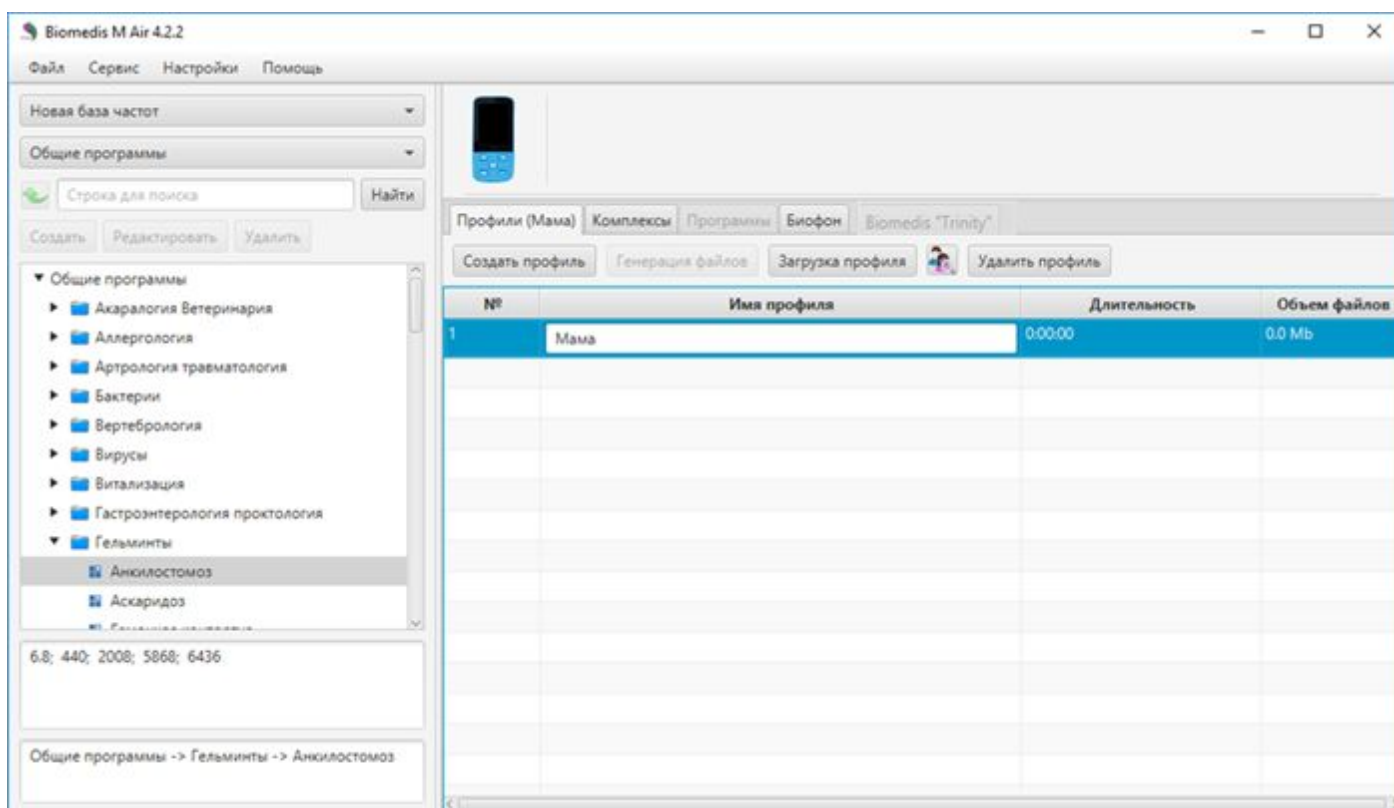 Biomedis M Air 4.2.2
Файл Сервис Настройки Помощь
Новая база частот
Общие программы
Строка для поиска Найти
Создать Редактировать Удалить
Общие программы
Акаралогия Ветеринария
Аллергология
Артрология травматология
Бактерии
Вертебрология
Вирусы
Витализация
Гастроэнтерология проктология
Гельминты
Анкилостомоз
Аскаридоз
6.8; 440; 2008; 5868; 6436
Общие программы -> Гельминты -> Анкилостомоз
Профили (Мама) Комплексы Программы Биофон Biomedis "Trinity"
Создать профиль Генерация файлов Загрузка профиля Удалить профиль
№ Имя профиля Длительность Объем файлов
1 Мама 0:00:00 0.0 Mb